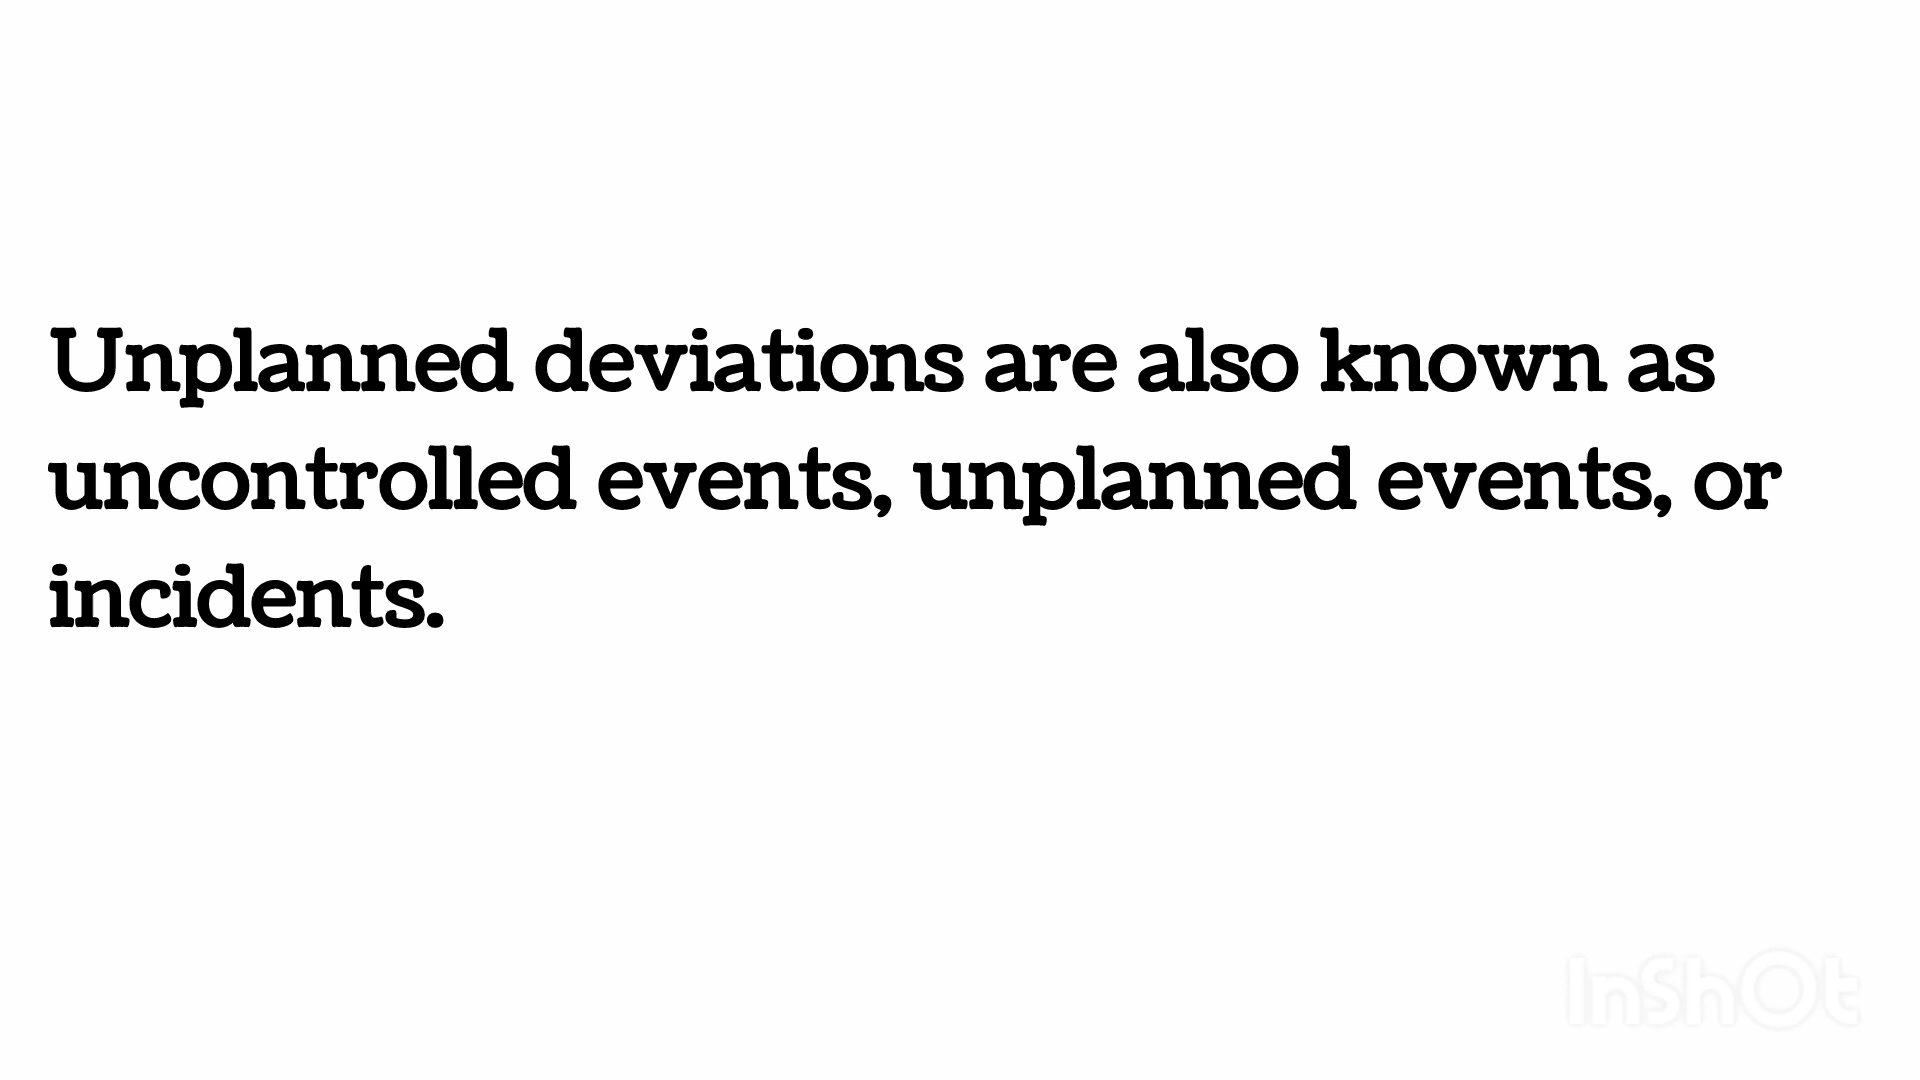 Unplanned deviations are also known as
uncontrolled events, unplanned events, or
incidents.
InShOt